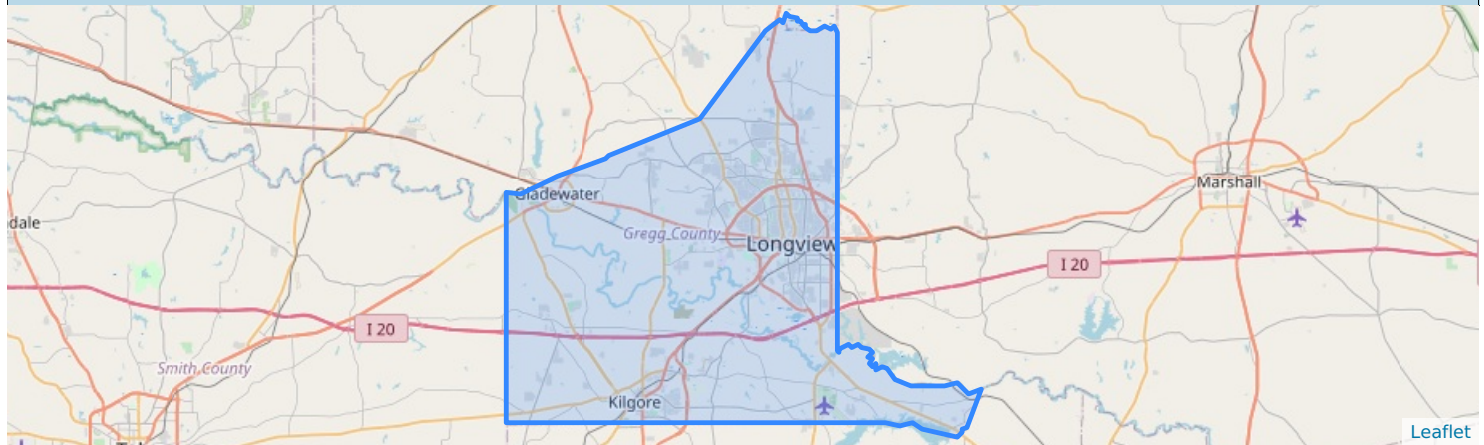 Gladewater
Marshall
dale
Gregg County
Longview
I 20
I 20
Smith County
Kilgore
Leaflet